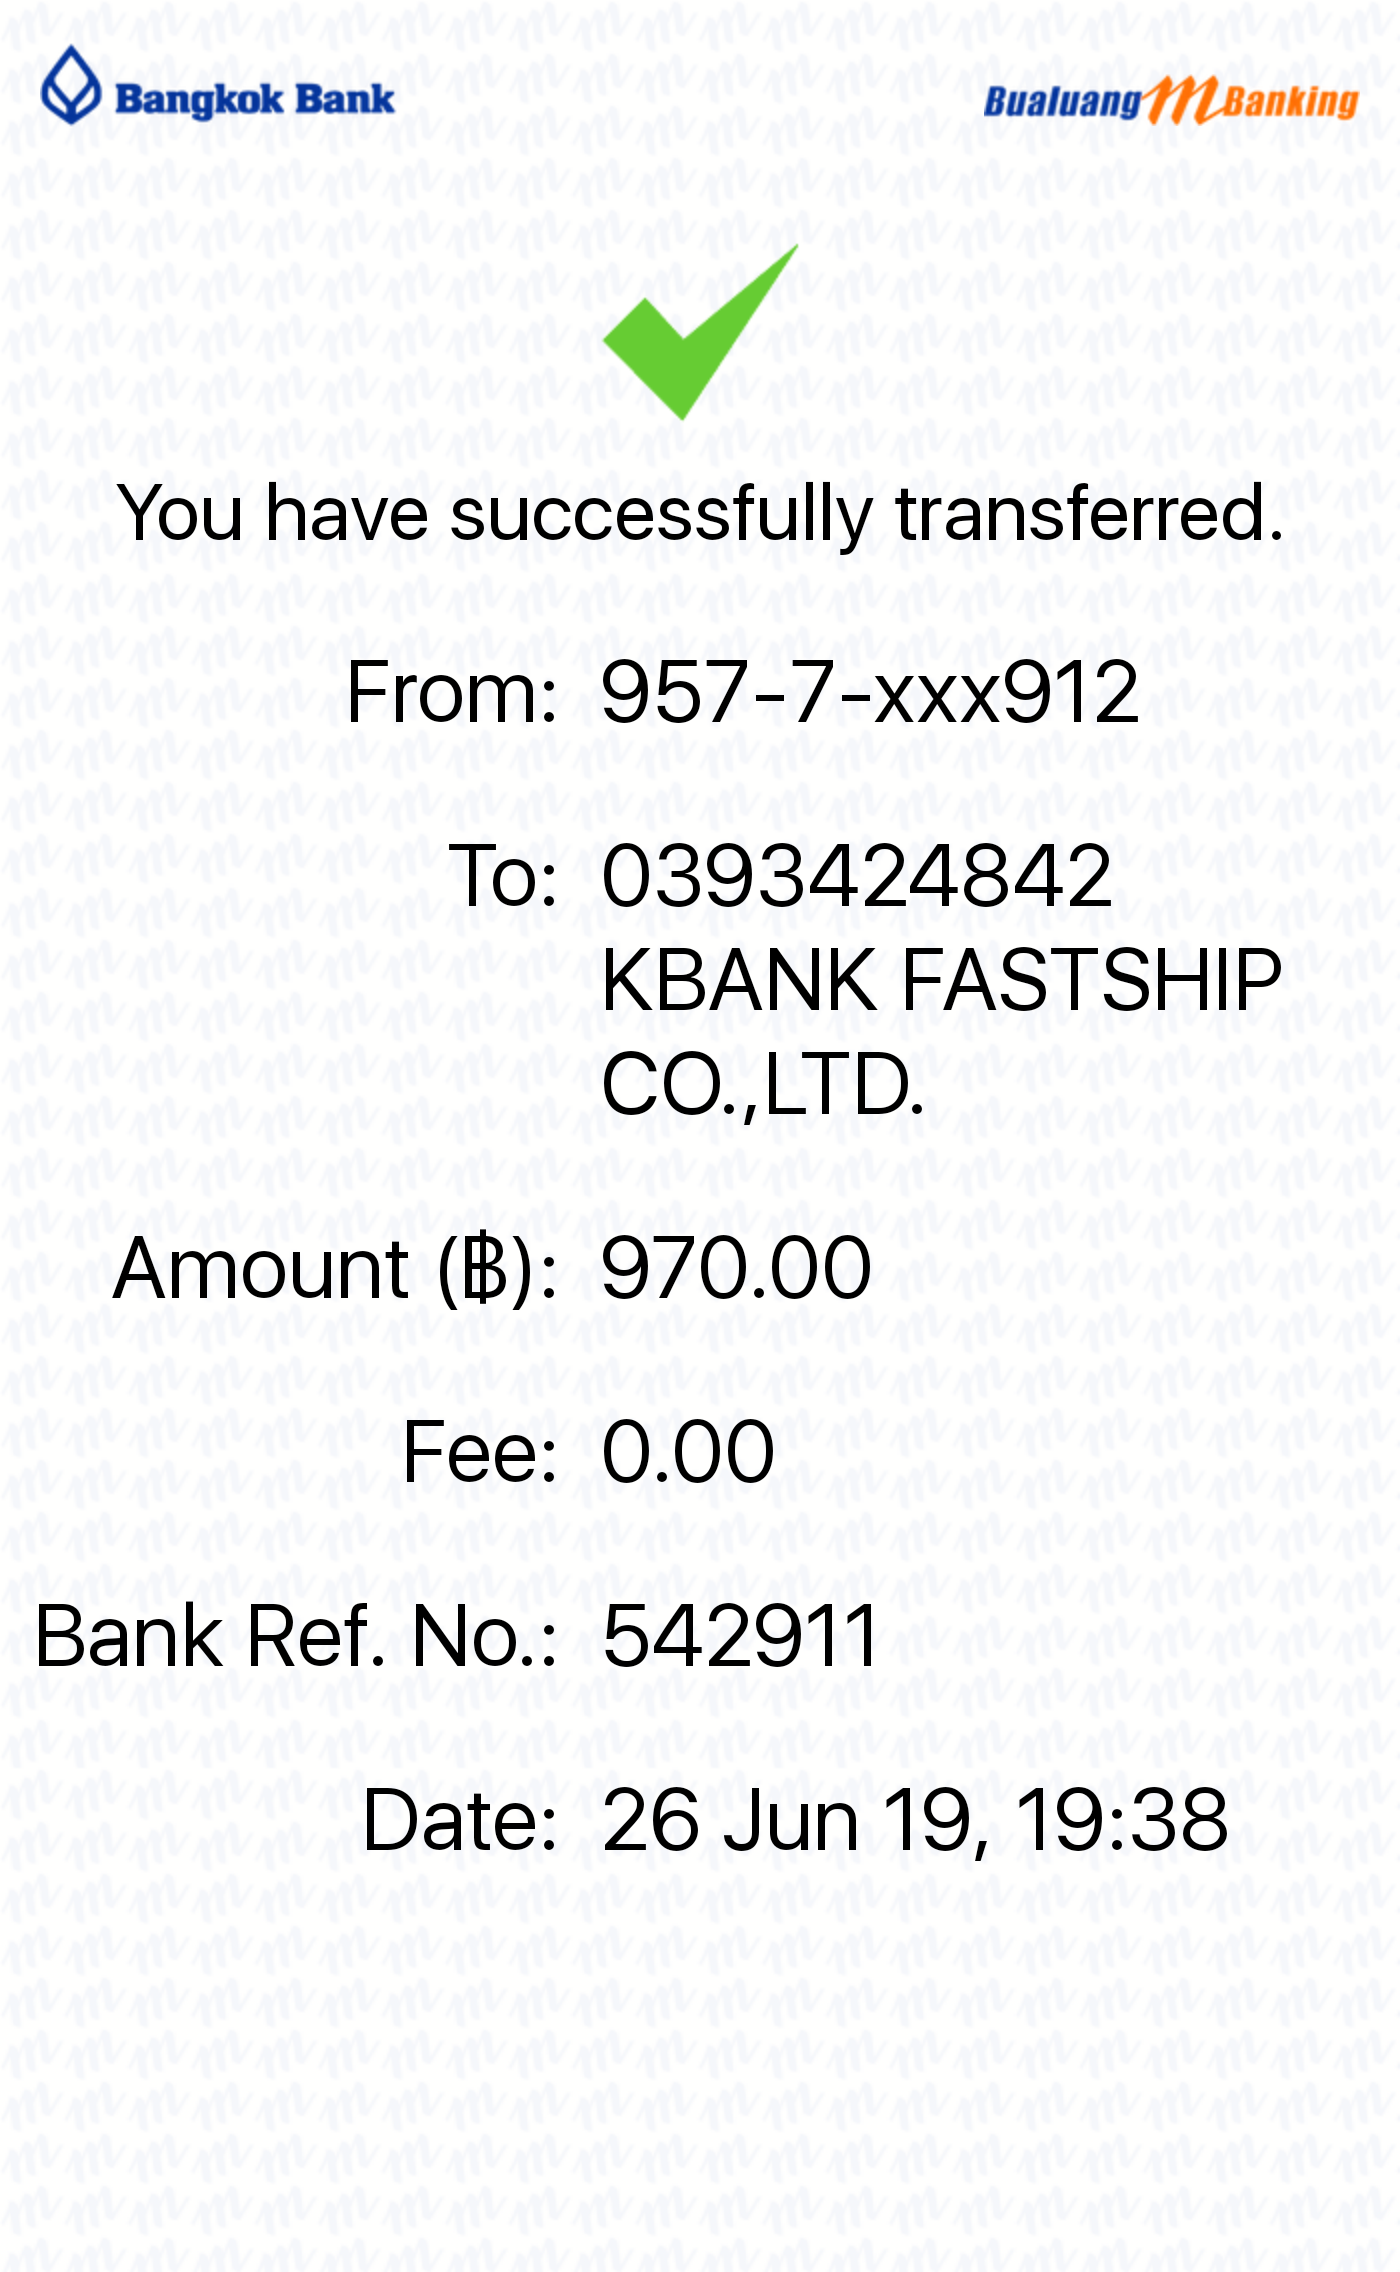 Bangkok Bank
Bualuang mBanking
You have successfully transferred.
From: 957-7-xxx912
To: 0393424842
KBANK FASTSHIP
CO.,LTD.
Amount (฿): 970.00
Fee: 0.00
Bank Ref. No.: 542911
Date: 26 Jun 19, 19:38